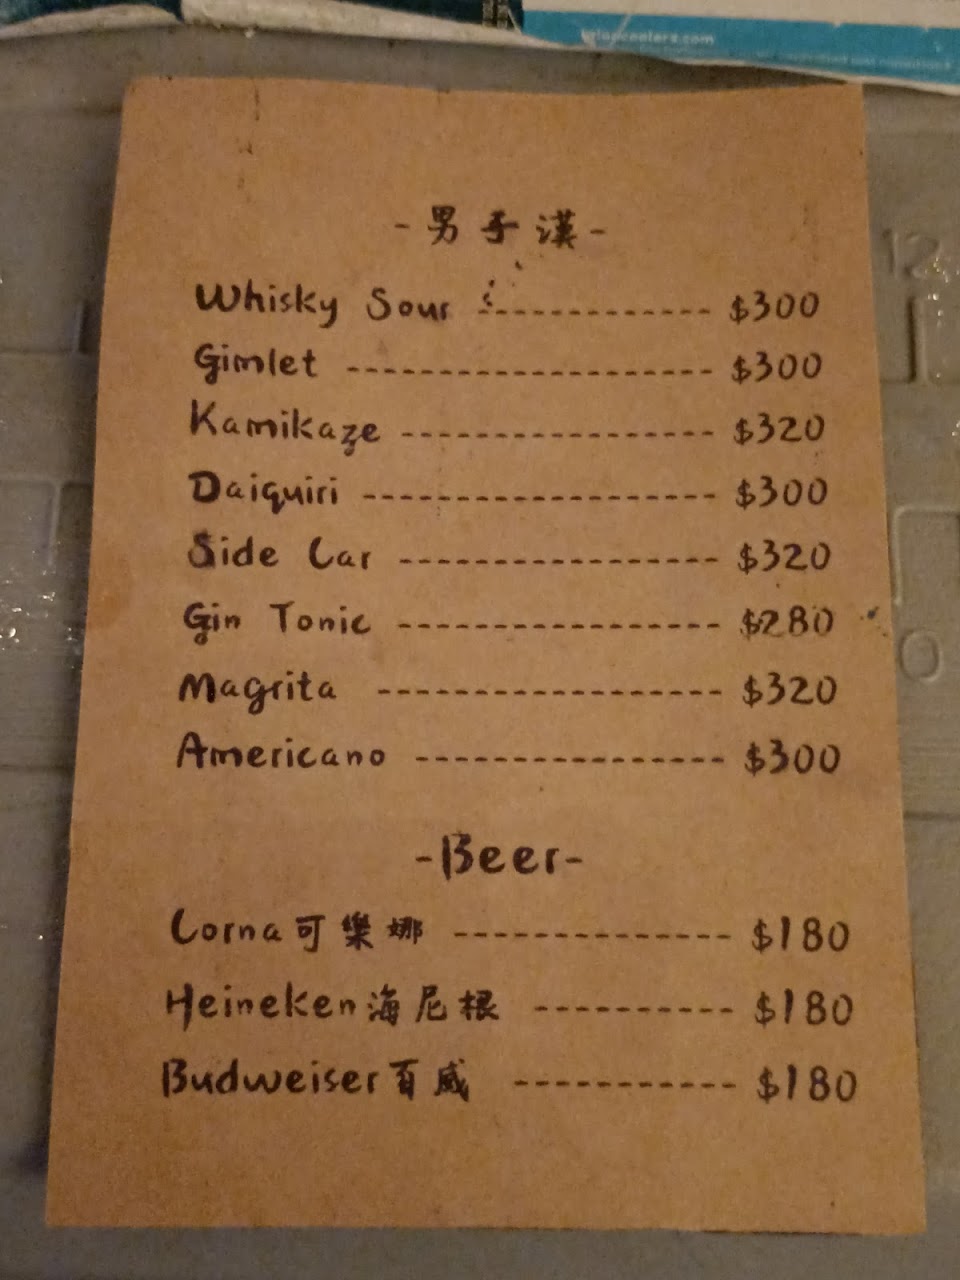 -男子漢-
Whisky Sour ------------ $300
Gimlet ------------------- $300
Kamikaze ---------------- $320
Daiquiri ------------------ $300
Side Car ---------------- $320
Gin Tonic ---------------- $280
Magrita ----------------- $320
Americano --------------- $300
-Beer-
Corna可樂娜 ------------- $180
Heineken海尼根 ---------- $180
Budweiser百威 ----------- $180
12